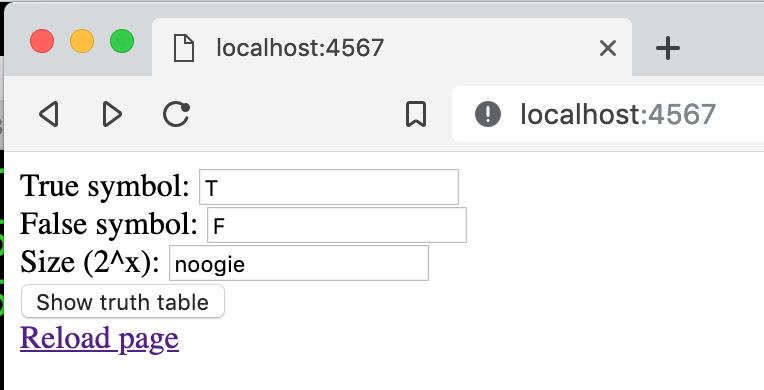 localhost:4567
localhost:4567
True symbol: T
False symbol: F
Size (2^x): noogie
Show truth table
Reload page